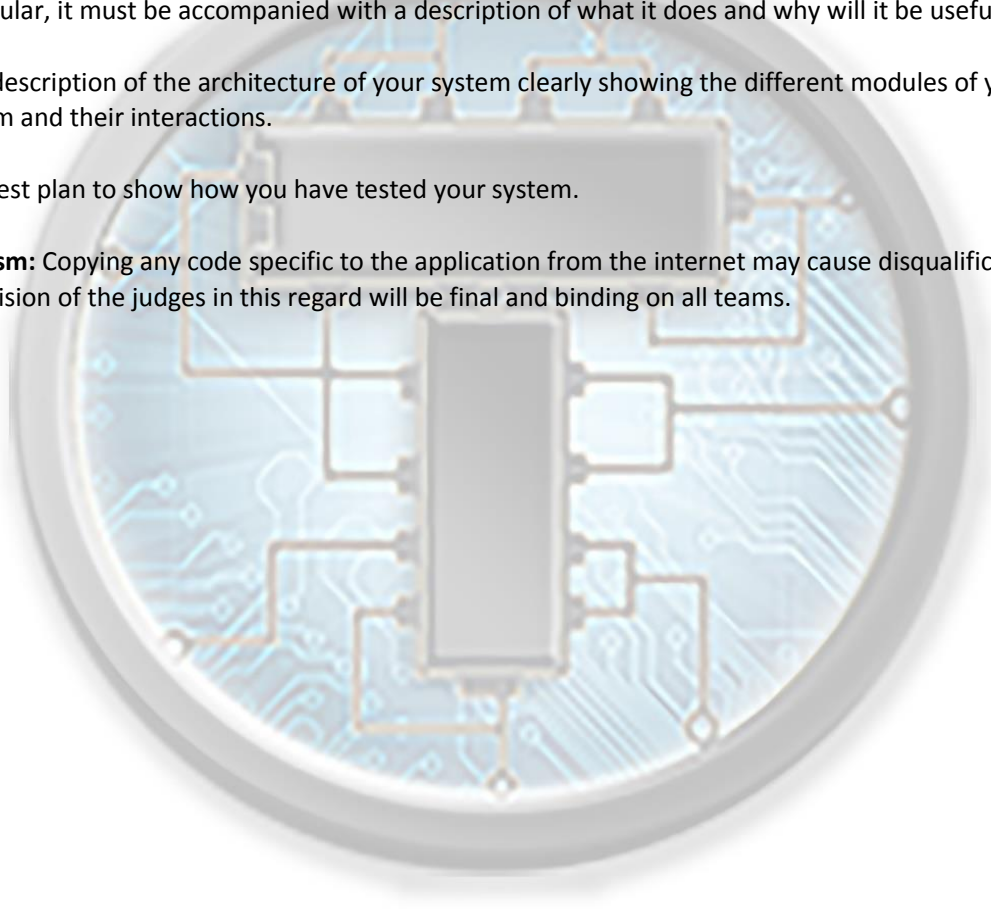 ular, it must be accompanied with a description of what it does and why will it be usefu
description of the architecture of your system clearly showing the different modules of y
m and their interactions.
est plan to show how you have tested your system.
sm: Copying any code specific to the application from the internet may cause disqualific
ision of the judges in this regard will be final and binding on all teams.